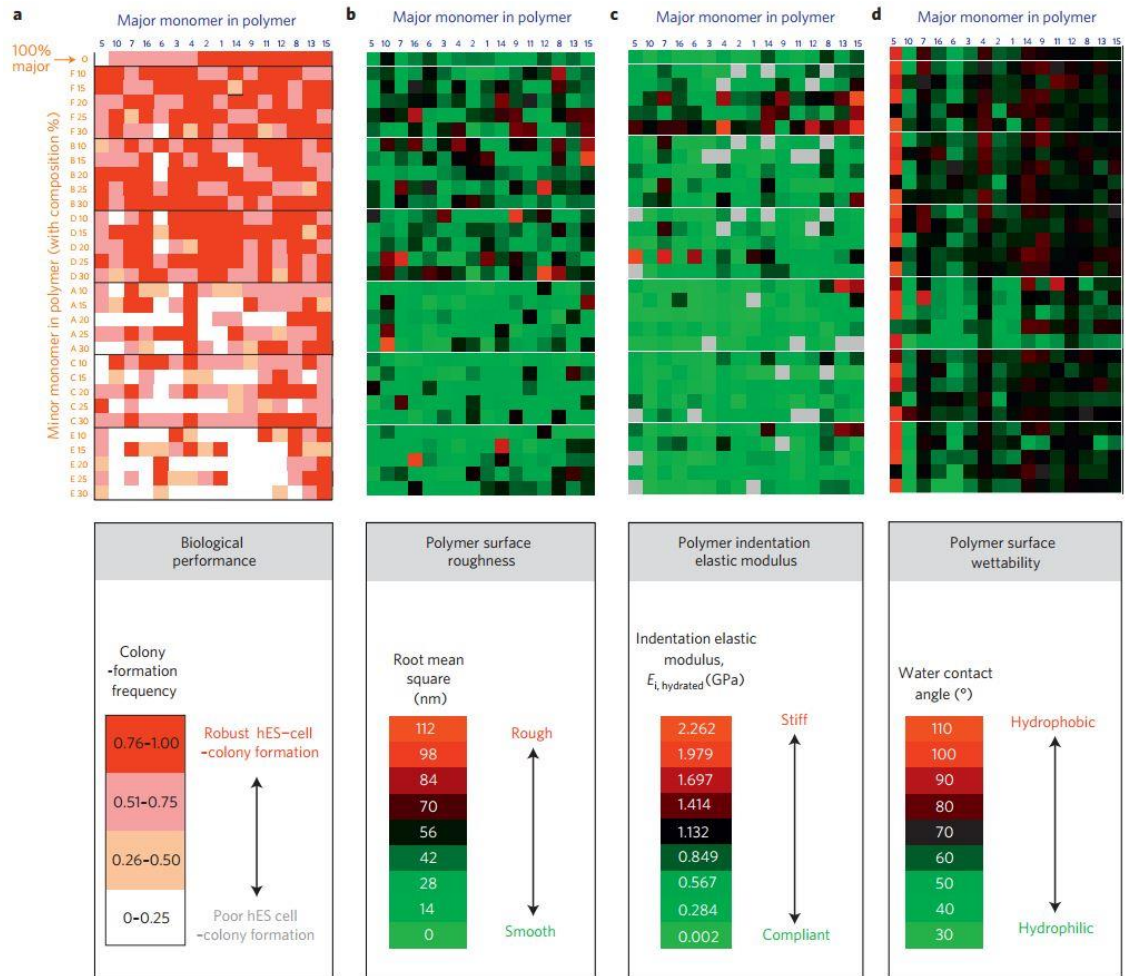 a
Major monomer in polymer
5 10 7 16 6 3 4 2 1 14 9 11 12 8 13 15
b
Major monomer in polymer
5 10 7 16 6 3 4 2 1 14 9 11 12 8 13 15
c
Major monomer in polymer
5 10 7 16 6 3 4 2 1 14 9 11 12 8 13 15
d
Major monomer in polymer
5 10 7 16 6 3 4 2 1 14 9 11 12 8 13 15
100%
major
Minor monomer in polymer (with composition %)
0
F 10
F 15
F 20
F 25
F 30
B 10
B 15
B 20
B 25
B 30
D 10
D 15
D 20
D 25
D 30
A 10
A 15
A 20
A 25
A 30
C 10
C 15
C 20
C 25
C 30
E 10
E 15
E 20
E 25
E 30
Biological
performance
Colony
-formation
frequency
0.76–1.00
0.51–0.75
0.26–0.50
0–0.25
Robust hES–cell
-colony formation
Poor hES cell
-colony formation
Polymer surface
roughness
Root mean
square
(nm)
112
98
84
70
56
42
28
14
0
Rough
Smooth
Polymer indentation
elastic modulus
Indentation elastic
modulus,
E i, hydrated (GPa)
2.262
1.979
1.697
1.414
1.132
0.849
0.567
0.284
0.002
Stiff
Compliant
Polymer surface
wettability
Water contact
angle (°)
110
100
90
80
70
60
50
40
30
Hydrophobic
Hydrophilic